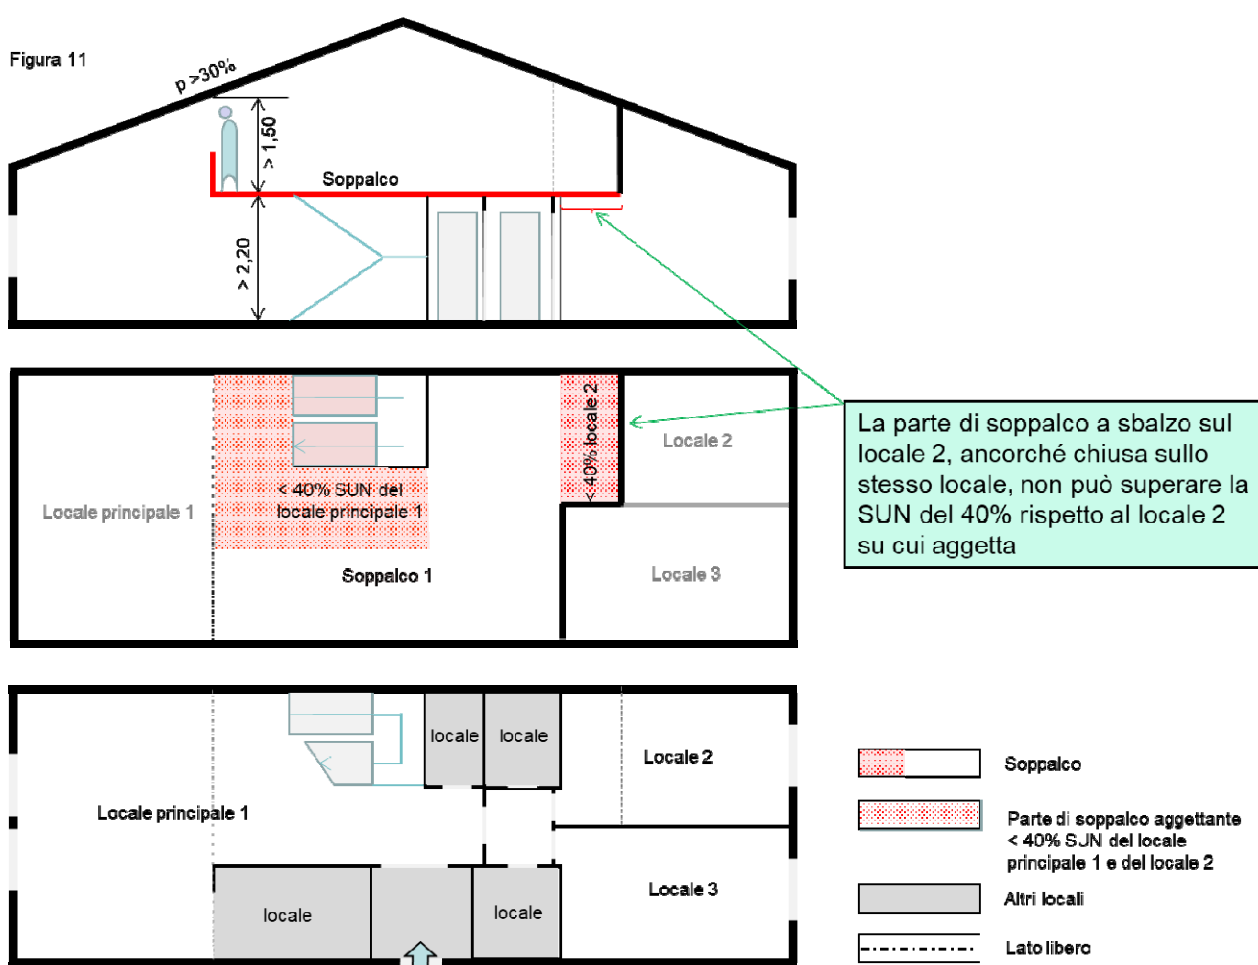 Figura 11
p >30%
> 1,50
Soppalco
> 2,20
Locale principale 1
< 40% SUN del
locale principale 1
Soppalco 1
< 40% locale 2
Locale 2
Locale 3
La parte di soppalco a sbalzo sul
locale 2, ancorché chiusa sullo
stesso locale, non può superare la
SUN del 40% rispetto al locale 2
su cui aggetta
locale
locale
Locale 2
Locale principale 1
Locale 3
locale
locale
Soppalco
Parte di soppalco aggettante
< 40% SUN del locale
principale 1 e del locale 2
Altri locali
Lato libero